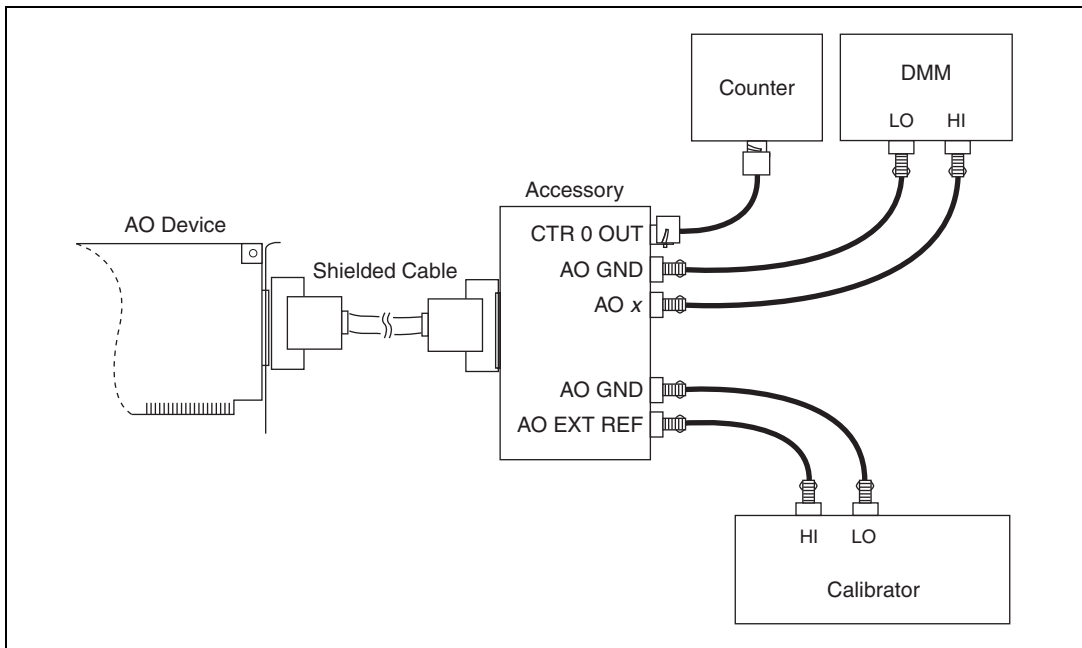 Counter
DMM
LO HI
Accessory
AO Device
CTR 0 OUT
Shielded Cable
AO GND
AO x
AO GND
AO EXT REF
HI LO
Calibrator